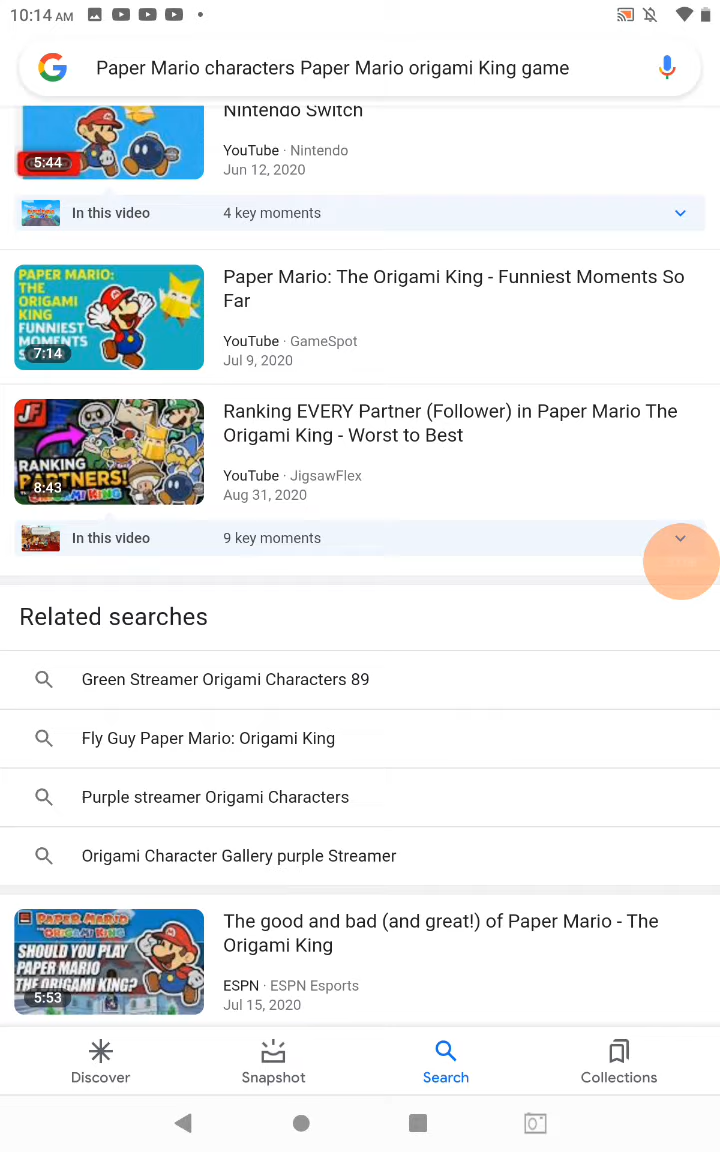 10:14 AM
Paper Mario characters Paper Mario origami King game
Nintendo Switch
5:44
YouTube · Nintendo
Jun 12, 2020
In this video
4 key moments
PAPER MARIO:
THE
ORIGAMI
KING
FUNNIEST
MOMENTS
7:14
Paper Mario: The Origami King - Funniest Moments So
Far
YouTube · GameSpot
Jul 9, 2020
JF
RANKING
PARTNERS!
8:43
Ranking EVERY Partner (Follower) in Paper Mario The
Origami King - Worst to Best
YouTube · JigsawFlex
Aug 31, 2020
In this video
9 key moments
Related searches
Green Streamer Origami Characters 89
Fly Guy Paper Mario: Origami King
Purple streamer Origami Characters
Origami Character Gallery purple Streamer
PAPER MARIO
ORIGAMI KING
SHOULD YOU PLAY
PAPER MARIO
THE ORIGAMI KING?
5:53
The good and bad (and great!) of Paper Mario - The
Origami King
ESPN · ESPN Esports
Jul 15, 2020
Discover
Snapshot
Search
Collections